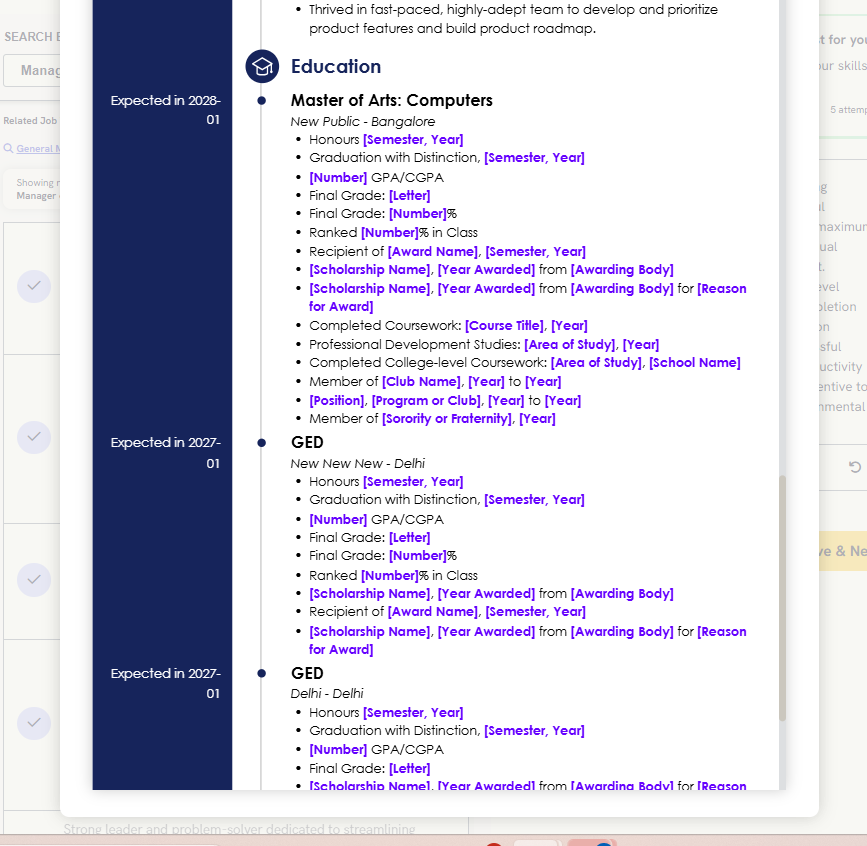 Thrived in fast-paced, highly-adept team to develop and prioritize
product features and build product roadmap.
SEARCH
Manag
Related Job
General M
Showing r
Manager
t for you
our skills
5 attemp
maximum
ual
t.
evel
pletion
on
sful
uctivity
entive to
nmental
ve & Ne
Education
Expected in 2028-
01
Master of Arts: Computers
New Public - Bangalore
• Honours [Semester, Year]
• Graduation with Distinction, [Semester, Year]
• [Number] GPA/CGPA
• Final Grade: [Letter]
• Final Grade: [Number]%
• Ranked [Number]% in Class
• Recipient of [Award Name], [Semester, Year]
• [Scholarship Name], [Year Awarded] from [Awarding Body]
• [Scholarship Name], [Year Awarded] from [Awarding Body] for [Reason
for Award]
• Completed Coursework: [Course Title], [Year]
• Professional Development Studies: [Area of Study], [Year]
• Completed College-level Coursework: [Area of Study], [School Name]
• Member of [Club Name], [Year] to [Year]
• [Position], [Program or Club], [Year] to [Year]
• Member of [Sorority or Fraternity], [Year]
Expected in 2027-
01
GED
New New New - Delhi
• Honours [Semester, Year]
• Graduation with Distinction, [Semester, Year]
• [Number] GPA/CGPA
• Final Grade: [Letter]
• Final Grade: [Number]%
• Ranked [Number]% in Class
• [Scholarship Name], [Year Awarded] from [Awarding Body]
• Recipient of [Award Name], [Semester, Year]
• [Scholarship Name], [Year Awarded] from [Awarding Body] for [Reason
for Award]
Expected in 2027-
01
GED
Delhi - Delhi
• Honours [Semester, Year]
• Graduation with Distinction, [Semester, Year]
• [Number] GPA/CGPA
• Final Grade: [Letter]
• [Scholarship Name], [Year Awarded] from [Awarding Body] for [Reason
Strong leader and problem-solver dedicated to streamlining